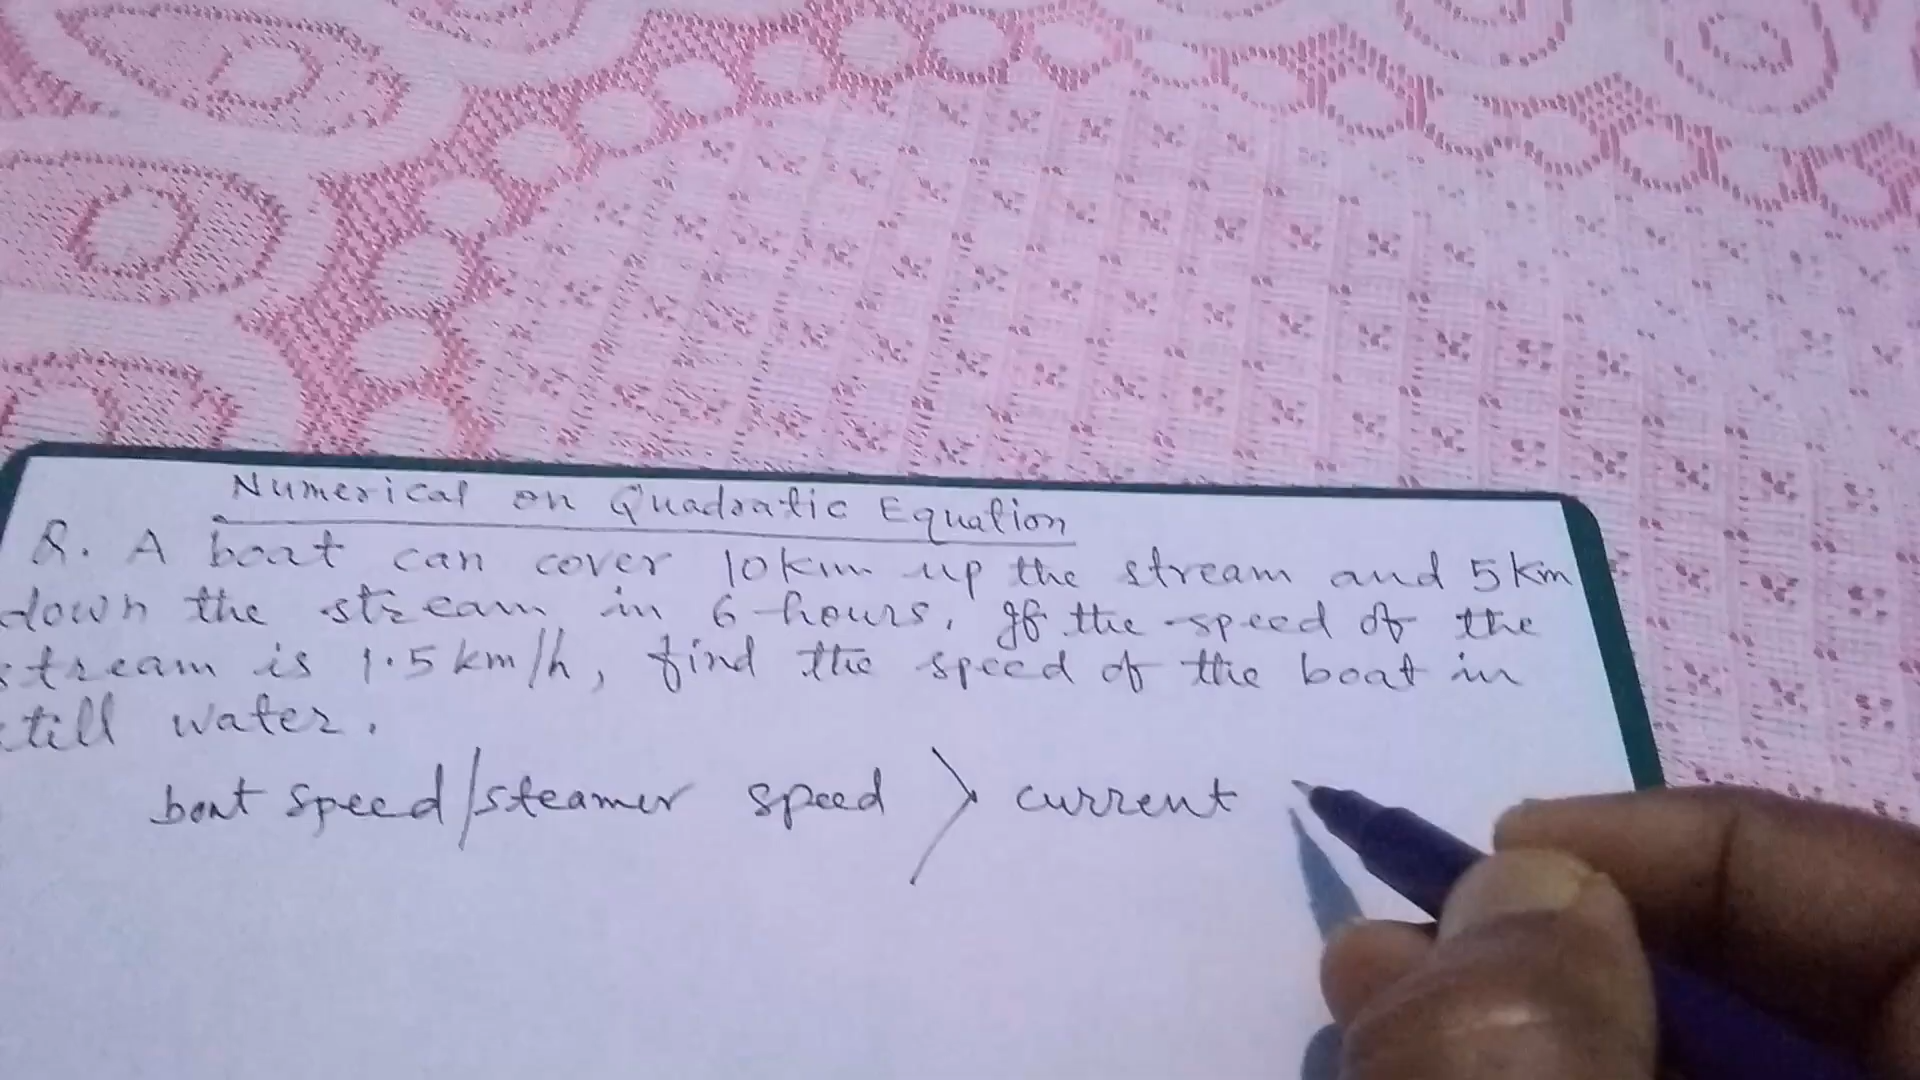 Numerical on Quadratic Equation
Q. A boat can cover 10km up the stream and 5km
down the stream in 6 hours. If the speed of the
stream is 1.5km/h, find the speed of the boat in
till water.
boat speed/steamer speed > current